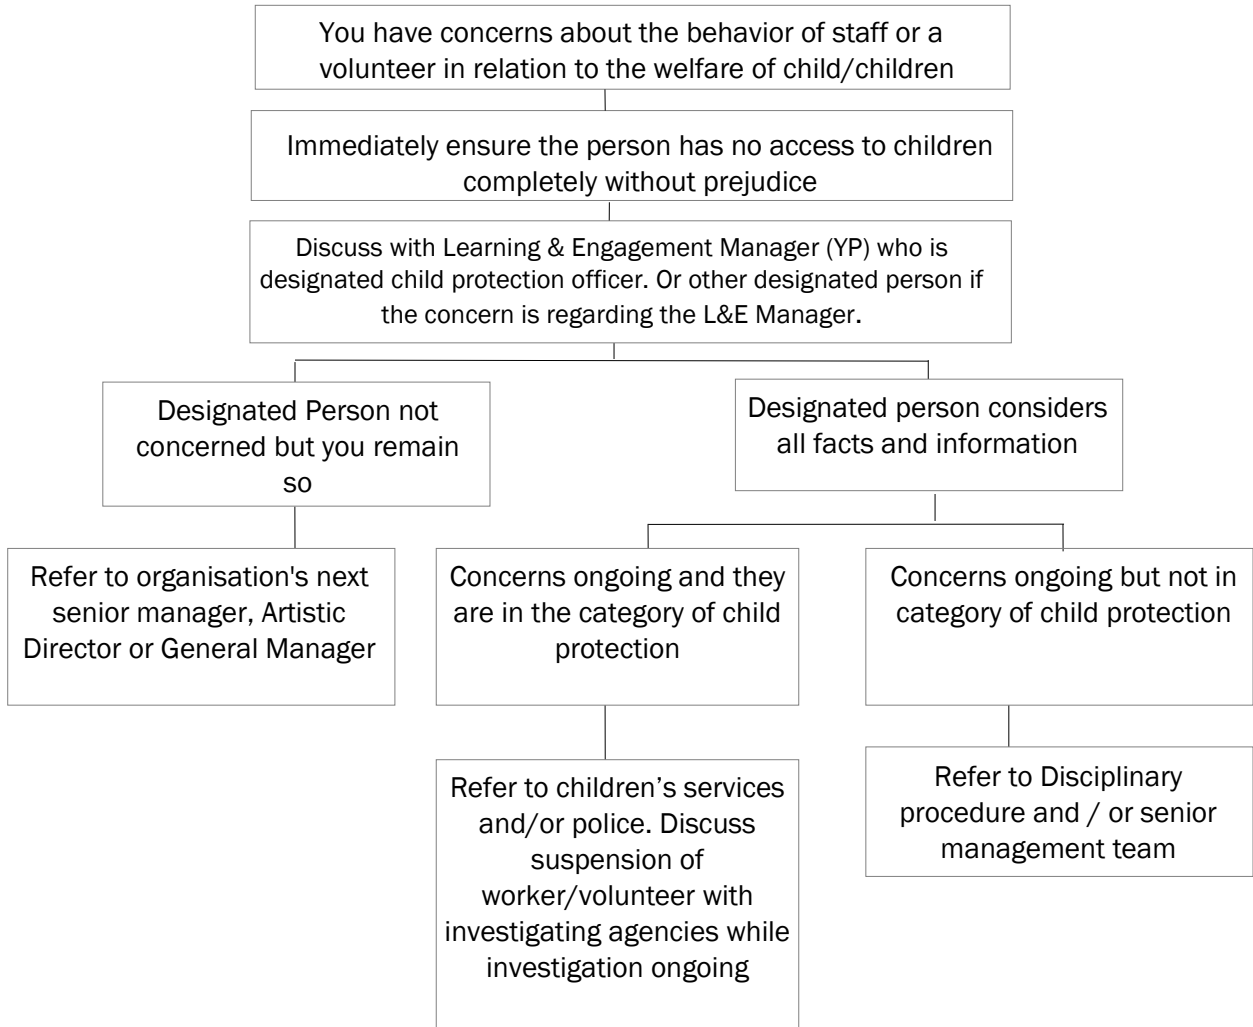 You have concerns about the behavior of staff or a
volunteer in relation to the welfare of child/children
Immediately ensure the person has no access to children
completely without prejudice
Discuss with Learning & Engagement Manager (YP) who is
designated child protection officer. Or other designated person if
the concern is regarding the L&E Manager.
Designated Person not
concerned but you remain
so
Designated person considers
all facts and information
Refer to organisation's next
senior manager, Artistic
Director or General Manager
Concerns ongoing and they
are in the category of child
protection
Concerns ongoing but not in
category of child protection
Refer to children’s services
and/or police. Discuss
suspension of
worker/volunteer with
investigating agencies while
investigation ongoing
Refer to Disciplinary
procedure and / or senior
management team